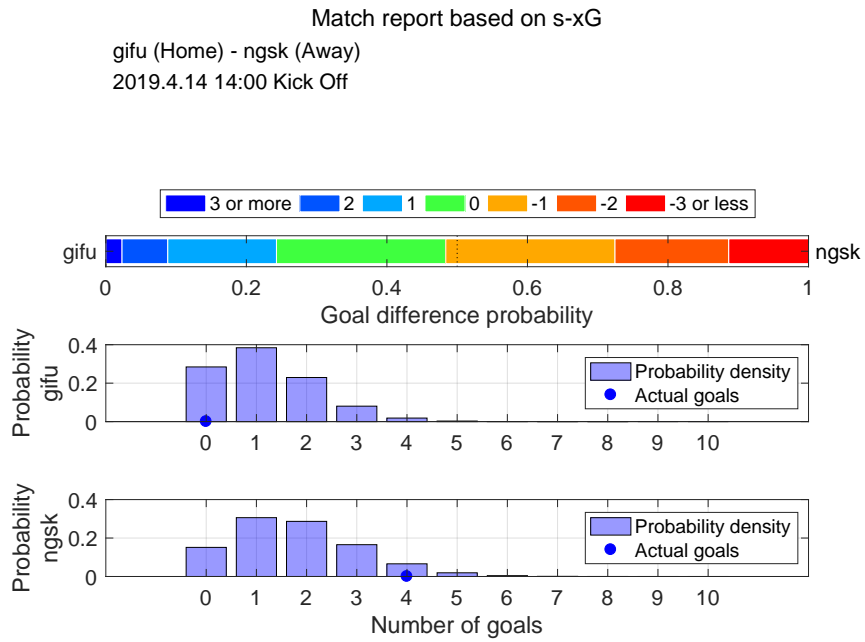 Match report based on s-xG
gifu (Home) - ngsk (Away)
2019.4.14 14:00 Kick Off
3 or more 2 1 0 -1 -2 -3 or less
gifu ngsk
0 0.2 0.4 0.6 0.8 1
Goal difference probability
Probability
gifu
0.4
0.2
0
Probability density
Actual goals
0 1 2 3 4 5 6 7 8 9 10
Probability
ngsk
0.4
0.2
0
Probability density
Actual goals
0 1 2 3 4 5 6 7 8 9 10
Number of goals